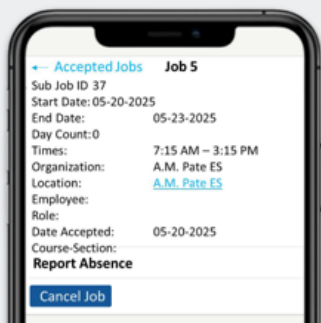 ← Accepted Jobs Job 5
Sub Job ID 37
Start Date: 05-20-2025
End Date: 05-23-2025
Day Count:0
Times: 7:15 AM – 3:15 PM
Organization: A.M. Pate ES
Location: A.M. Pate ES
Employee:
Role:
Date Accepted: 05-20-2025
Course-Section:
Report Absence
Cancel Job